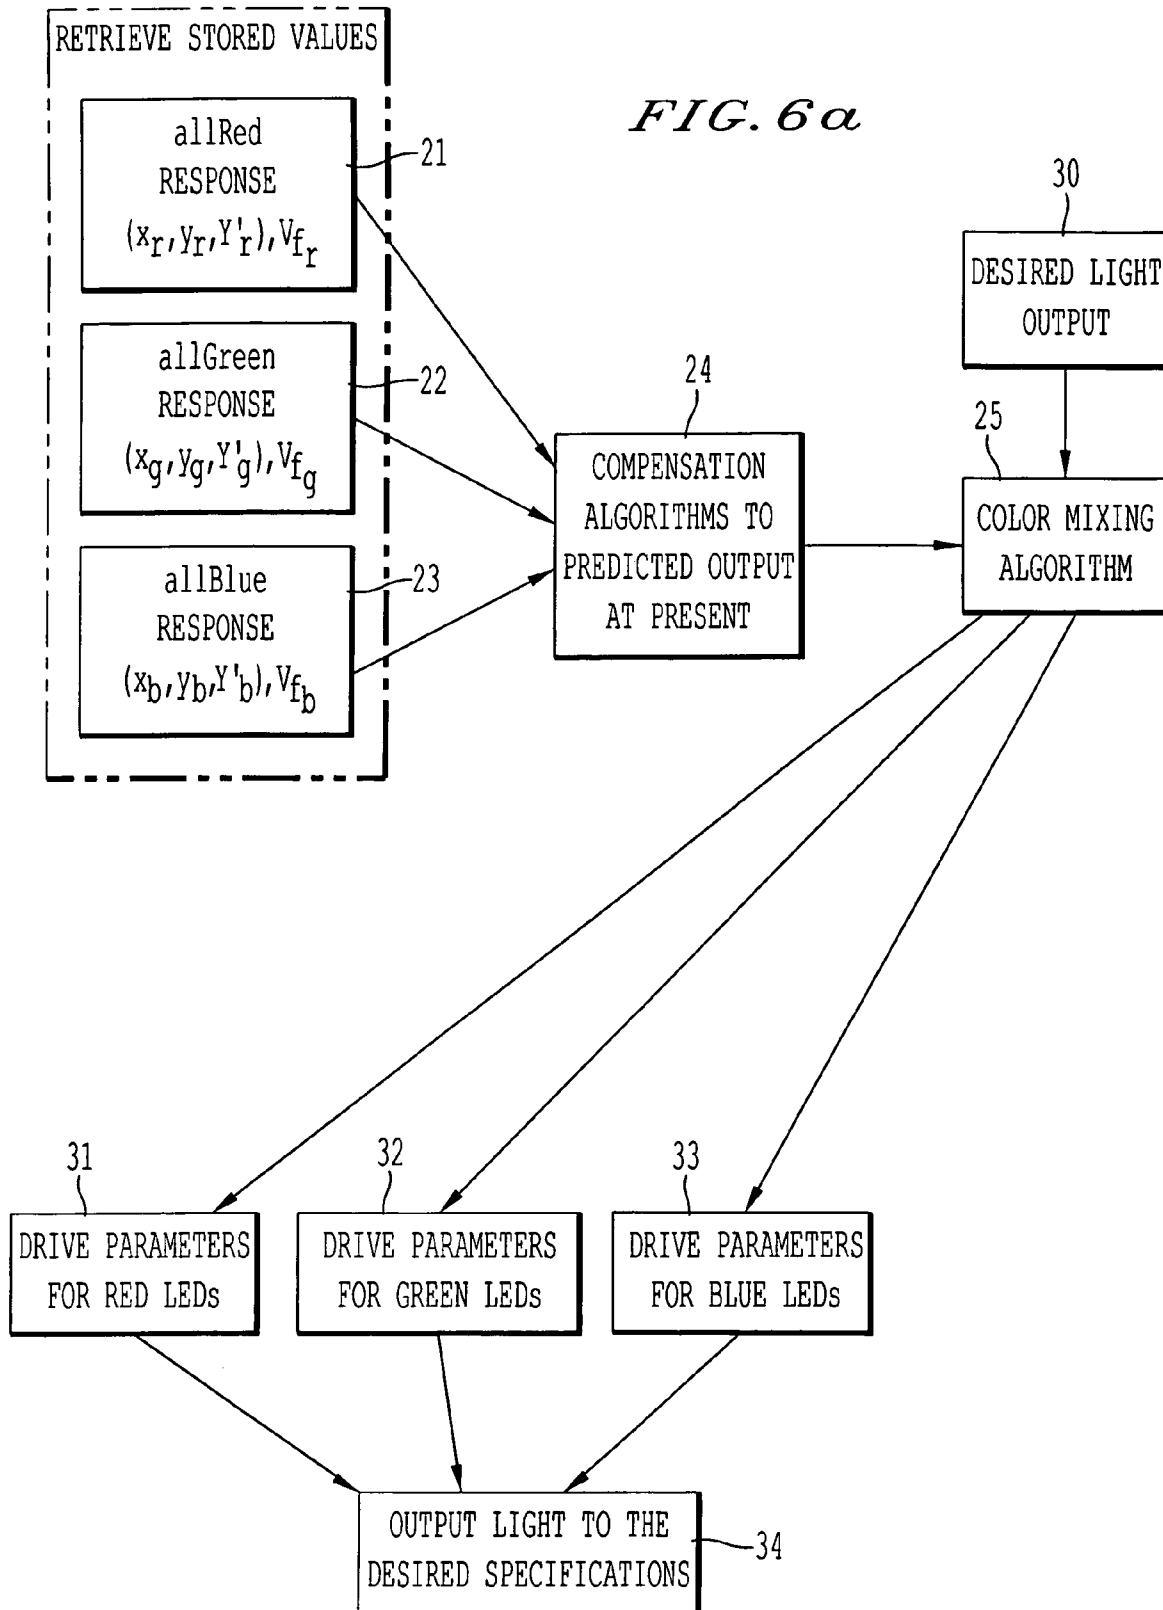 RETRIEVE STORED VALUES
FIG. 6a
allRed
RESPONSE
(xr,yr,Y'r),Vfr
21
allGreen
RESPONSE
(xg,yg,Y'g),Vfg
22
allBlue
RESPONSE
(xb,yb,Y'b),Vfb
23
24
COMPENSATION
ALGORITHMS TO
PREDICTED OUTPUT
AT PRESENT
30
DESIRED LIGHT
OUTPUT
25
COLOR MIXING
ALGORITHM
31
DRIVE PARAMETERS
FOR RED LEDs
32
DRIVE PARAMETERS
FOR GREEN LEDs
33
DRIVE PARAMETERS
FOR BLUE LEDs
OUTPUT LIGHT TO THE
DESIRED SPECIFICATIONS
34